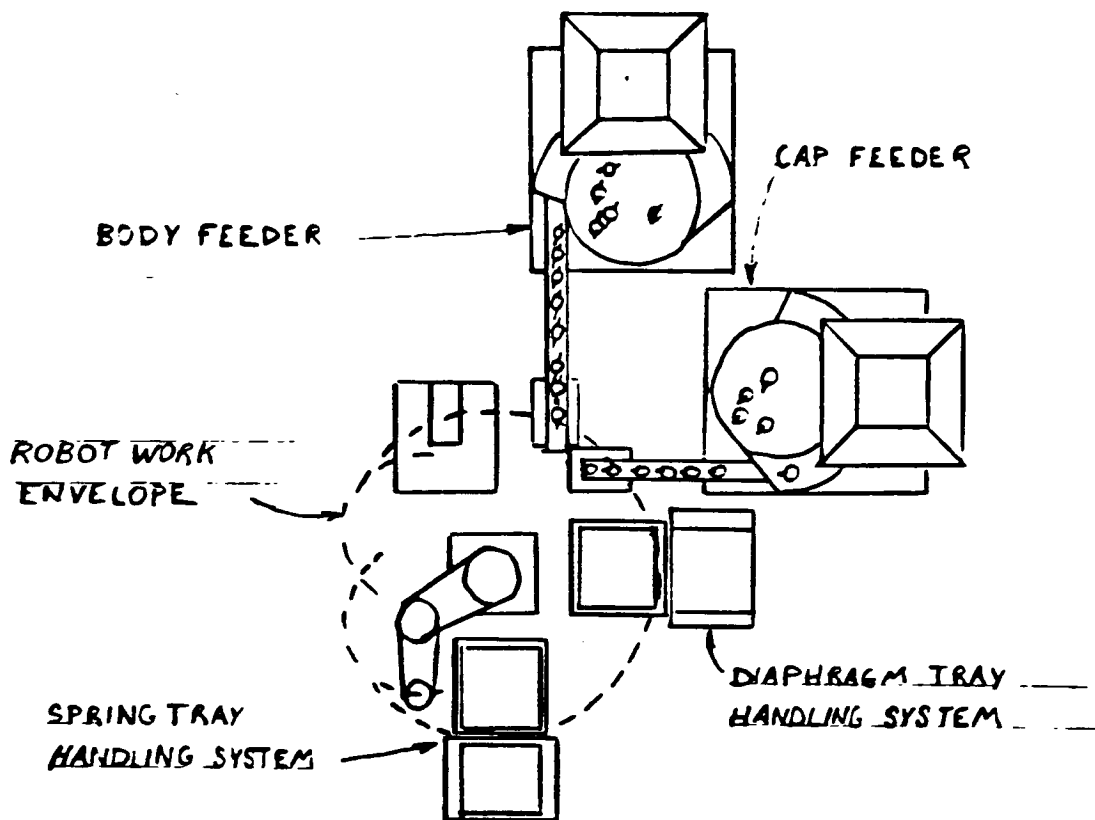 CAP FEEDER
BODY FEEDER
ROBOT WORK
ENVELOPE
DIAPHRAGM TRAY
HANDLING SYSTEM
SPRING TRAY
HANDLING SYSTEM